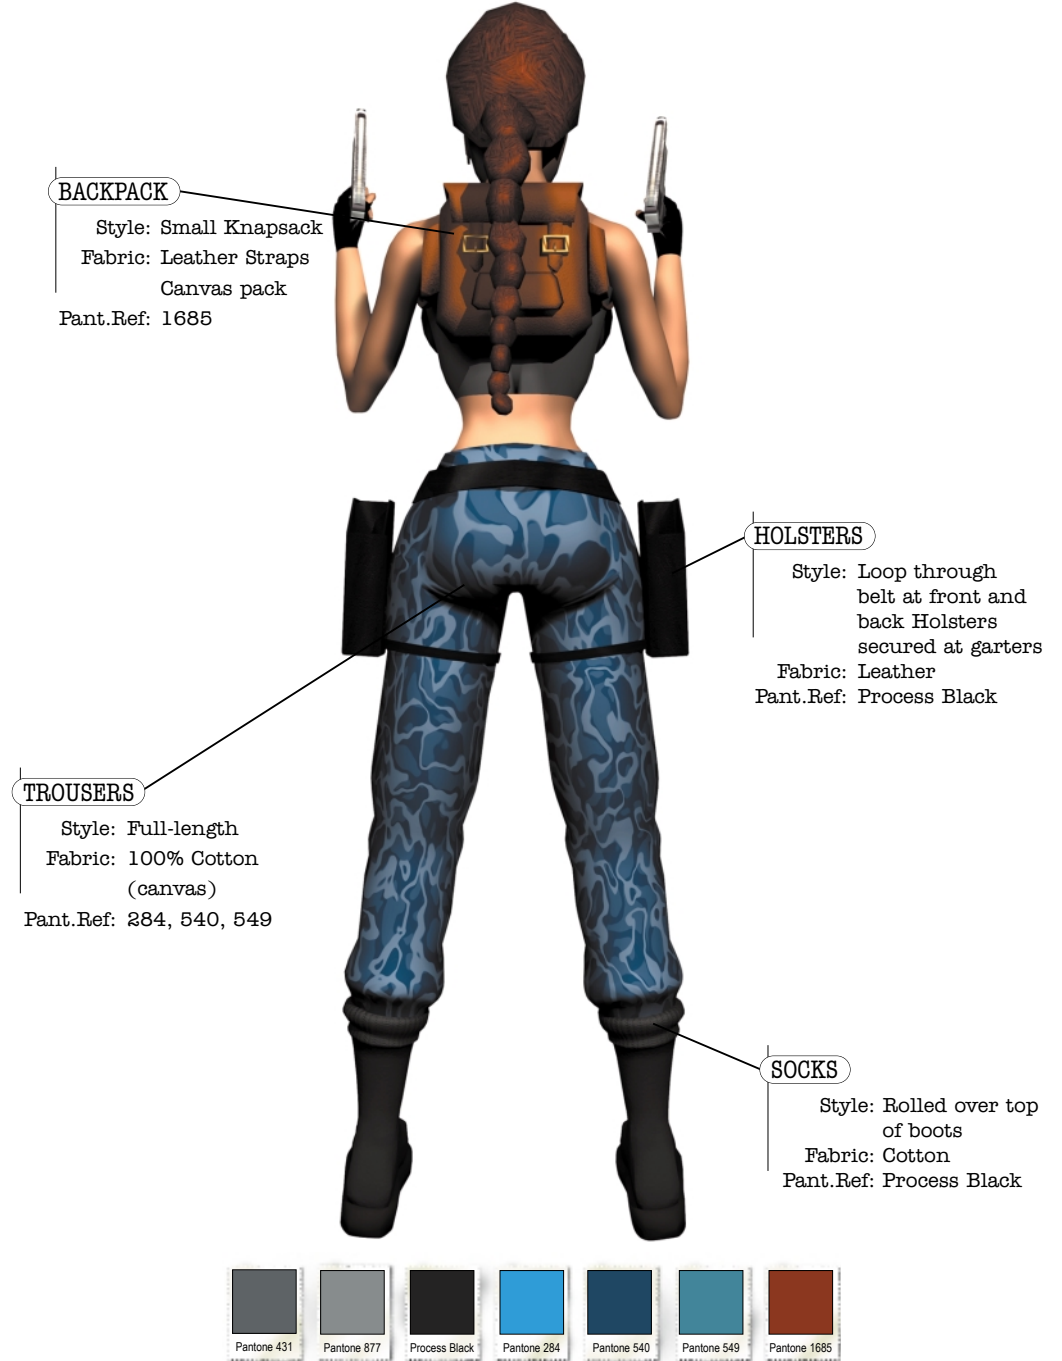 BACKPACK
Style: Small Knapsack
Fabric: Leather Straps
Canvas pack
Pant.Ref: 1685
HOLSTERS
Style: Loop through
belt at front and
back Holsters
secured at garters
Fabric: Leather
Pant.Ref: Process Black
TROUSERS
Style: Full-length
Fabric: 100% Cotton
(canvas)
Pant.Ref: 284, 540, 549
SOCKS
Style: Rolled over top
of boots
Fabric: Cotton
Pant.Ref: Process Black
Pantone 431 Pantone 877 Process Black Pantone 284 Pantone 540 Pantone 549 Pantone 1685